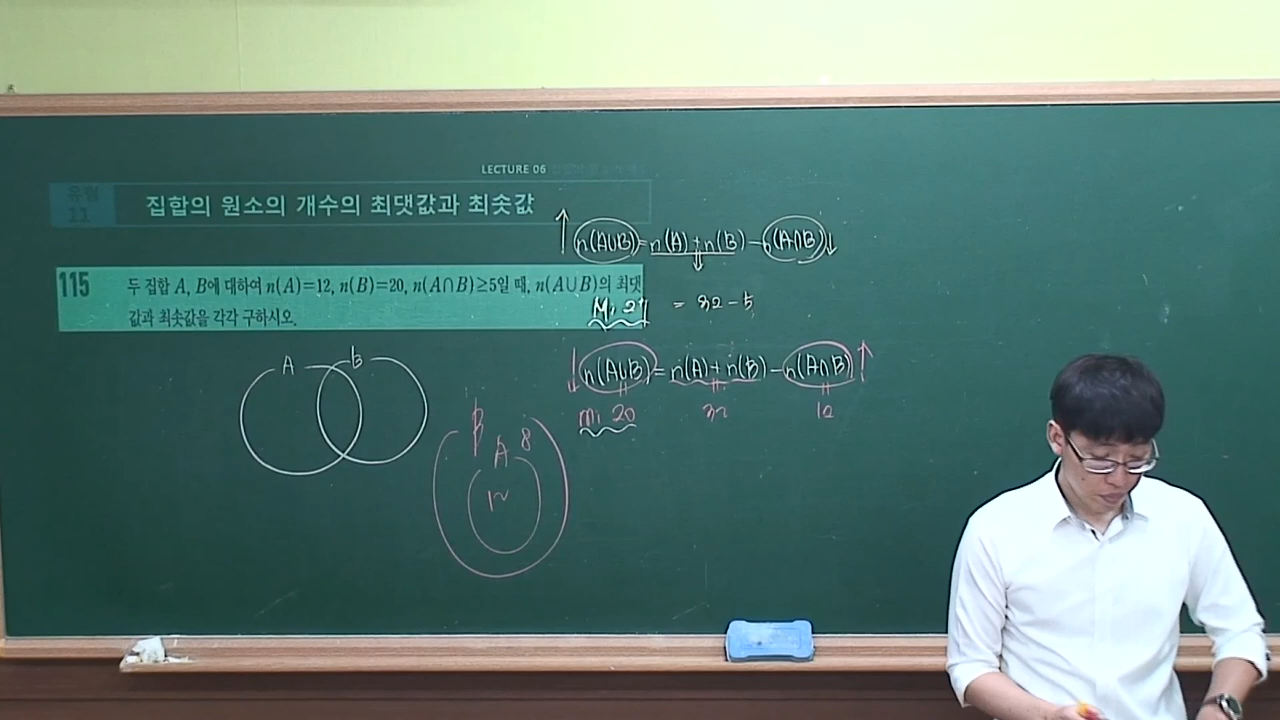 LECTURE 06
유형
11
집합의 원소의 개수의 최댓값과 최솟값
n(A∪B)=n(A)+n(B)-n(A∩B)
115
두 집합 A, B에 대하여 n(A)=12, n(B)=20, n(A∩B)≥5일 때, n(A∪B)의 최댓
값과 최솟값을 각각 구하시오.
M: 27 = 32-5
n(A∪B)=n(A)+n(B)-n(A∩B)
m: 20 32 12
A B
B
A 8
12